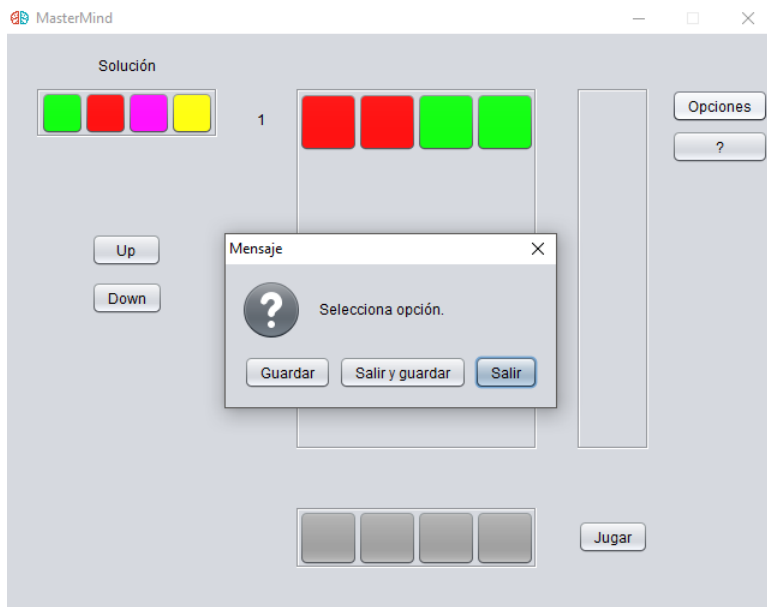 MasterMind
Solución
1
Opciones
?
Up
Down
Mensaje
?
Selecciona opción.
Guardar
Salir y guardar
Salir
Jugar